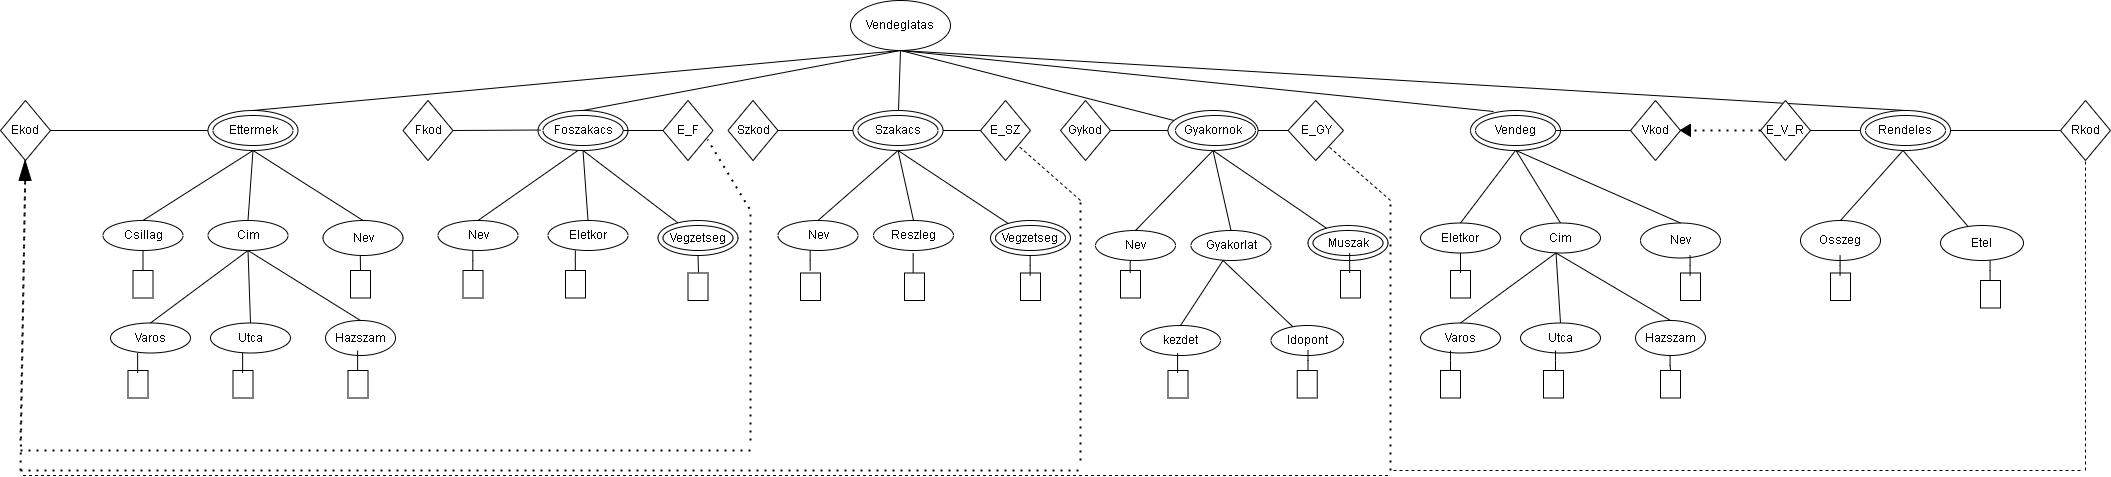 Vendeglatas
Ekod
Ettermek
Fkod
Foszakacs
E_F
Szkod
Szakacs
E_SZ
Gykod
Gyakornok
E_GY
Vendeg
Vkod
E_V_R
Rendeles
Rkod
Csillag
Cim
Nev
Nev
Eletkor
Vegzetseg
Nev
Reszleg
Vegzetseg
Nev
Gyakorlat
Muszak
Eletkor
Cim
Nev
Osszeg
Etel
Varos
Utca
Hazszam
kezdet
Idopont
Varos
Utca
Hazszam